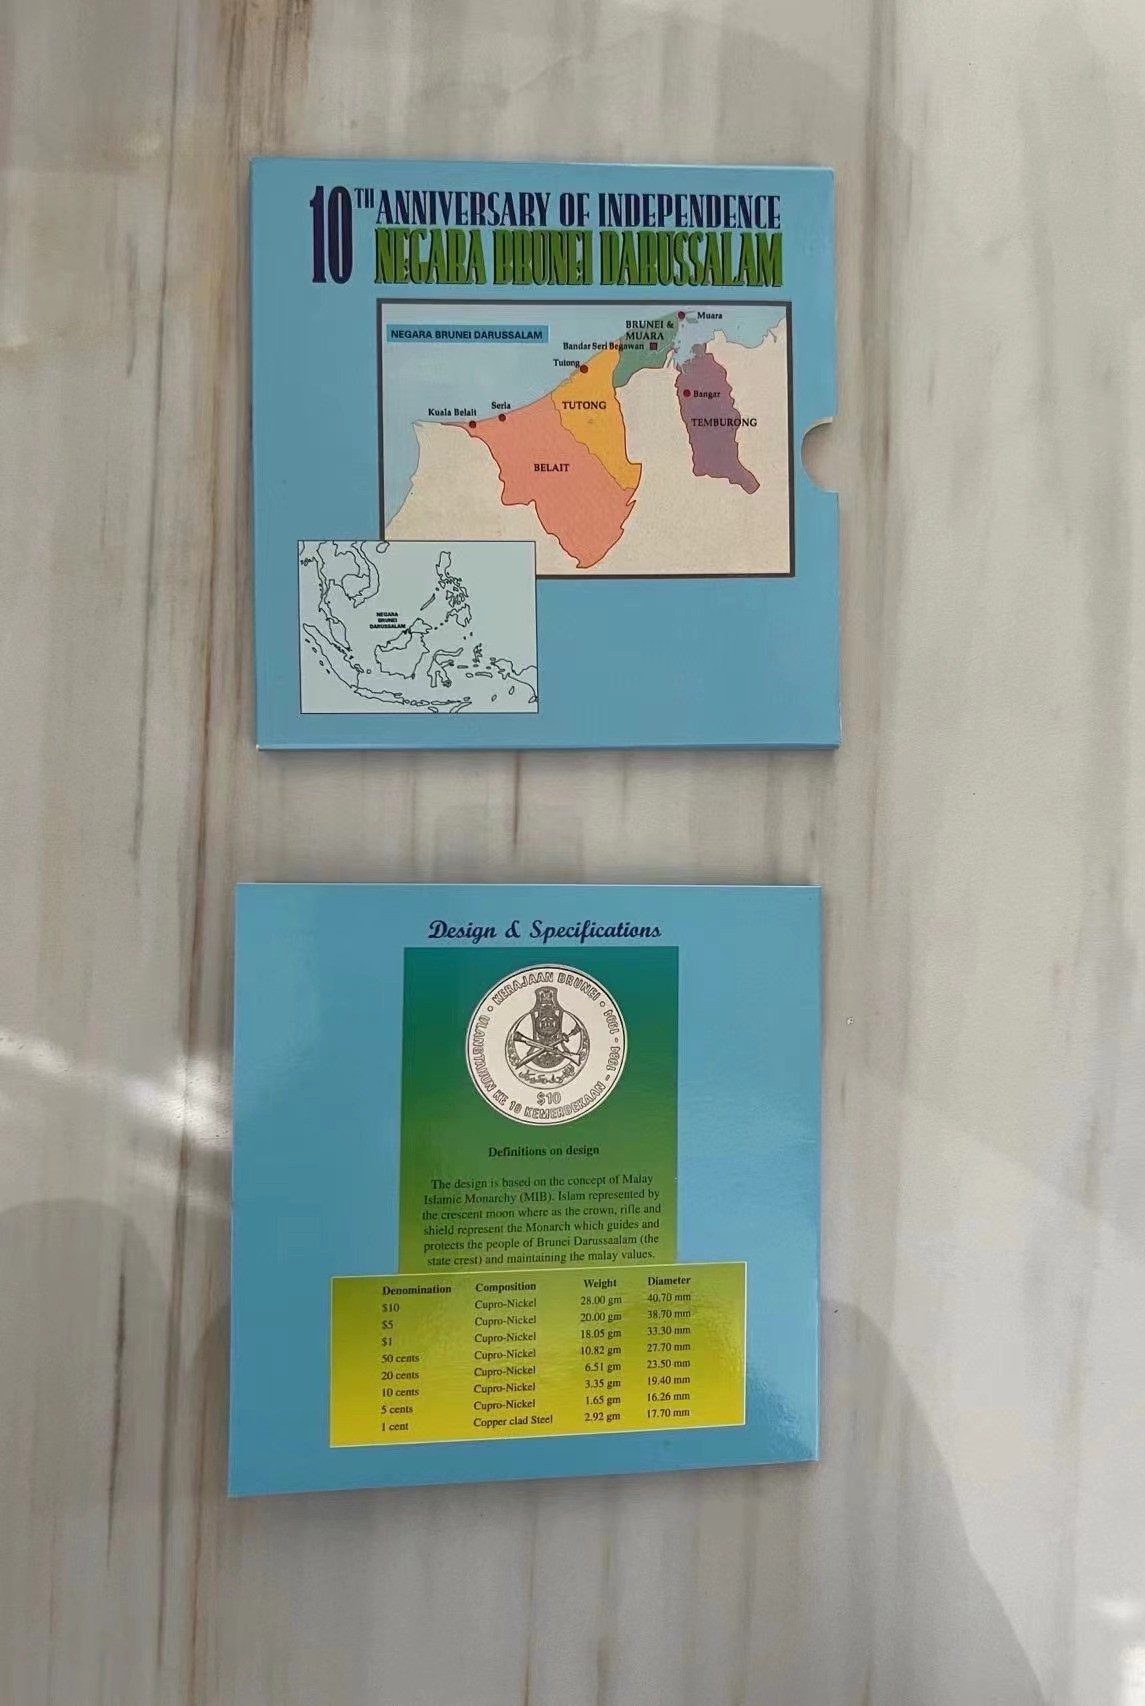 10TH ANNIVERSARY OF INDEPENDENCE
NEGARA BRUNEI DARUSSALAM
NEGARA BRUNEI DARUSSALAM
Muara
BRUNEI &
MUARA
Bandar Seri Begawan
Tutong
Bangar
Seria
TUTONG
Kuala Belait
TEMBURONG
BELAIT
NEGARA
BRUNEI
DARUSSALAM
Design & Specifications
KERAJAAN BRUNEI • 1994
ULANGTAHUN KE 10 KEMERDEKAAN - 1984 -
$10
Definitions on design
The design is based on the concept of Malay
Islamic Monarchy (MIB). Islam represented by
the crescent moon where as the crown, rifle and
shield represent the Monarch which guides and
protects the people of Brunei Darussaalam (the
state crest) and maintaining the malay values.
Denomination Composition Weight Diameter
$10 Cupro-Nickel 28.00 gm 40.70 mm
$5 Cupro-Nickel 20.00 gm 38.70 mm
$1 Cupro-Nickel 18.05 gm 33.30 mm
50 cents Cupro-Nickel 10.82 gm 27.70 mm
20 cents Cupro-Nickel 6.51 gm 23.50 mm
10 cents Cupro-Nickel 3.35 gm 19.40 mm
5 cents Cupro-Nickel 1.65 gm 16.26 mm
1 cent Copper clad Steel 2.92 gm 17.70 mm